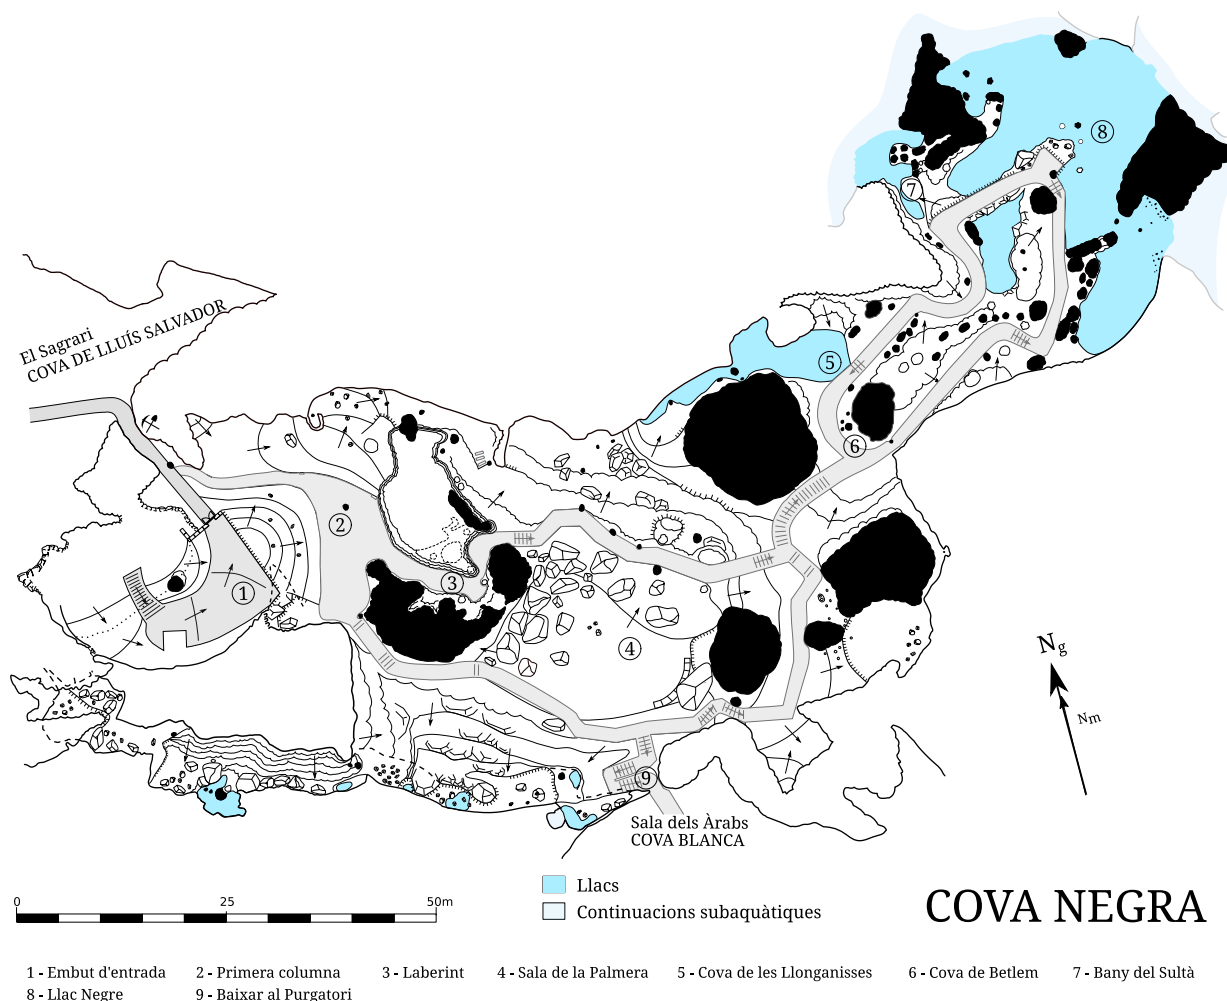 8
7
El Sagrari
COVA DE LLUÍS SALVADOR
5
6
2
3
1
4
Ng
Nm
9
Sala dels Àrabs
COVA BLANCA
Llacs
Continuacions subaquàtiques
0 25 50m
COVA NEGRA
1 - Embut d'entrada 2 - Primera columna 3 - Laberint 4 - Sala de la Palmera 5 - Cova de les Llonganisses 6 - Cova de Betlem 7 - Bany del Sultà
8 - Llac Negre 9 - Baixar al Purgatori